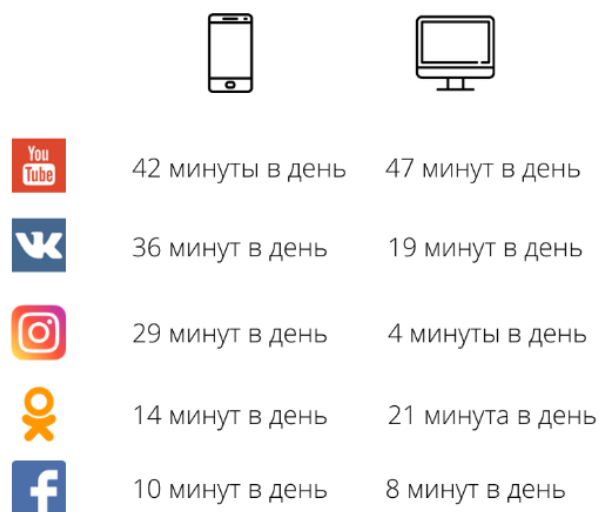 You
Tube
42 минуты в день 47 минут в день
36 минут в день 19 минут в день
29 минут в день 4 минуты в день
14 минут в день 21 минута в день
10 минут в день 8 минут в день